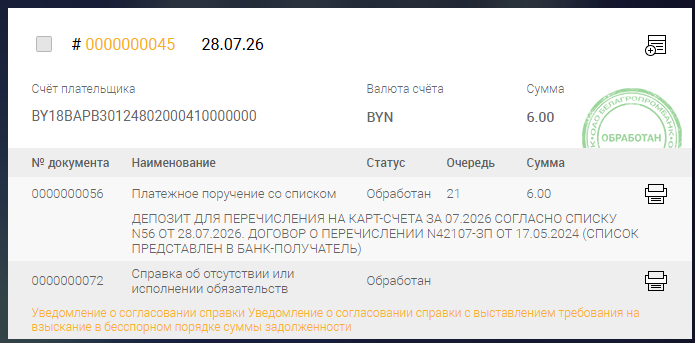 # 0000000045 28.07.26
Счёт плательщика Валюта счёта Сумма
BY18BAPB30124802000410000000 BYN 6.00
ОАО БЕЛАГРОПРОМБАНК
ОБРАБОТАН
№ документа Наименование Статус Очередь Сумма
0000000056 Платежное поручение со списком Обработан 21 6.00
ДЕПОЗИТ ДЛЯ ПЕРЕЧИСЛЕНИЯ НА КАРТ-СЧЕТА ЗА 07.2026 СОГЛАСНО СПИСКУ
N56 ОТ 28.07.2026. ДОГОВОР О ПЕРЕЧИСЛЕНИИ N42107-ЗП ОТ 17.05.2024 (СПИСОК
ПРЕДСТАВЛЕН В БАНК-ПОЛУЧАТЕЛЬ)
0000000072 Справка об отсутствии или Обработан
исполнении обязательств
Уведомление о согласовании справки Уведомление о согласовании справки с выставлением требования на
взыскание в бесспорном порядке суммы задолженности